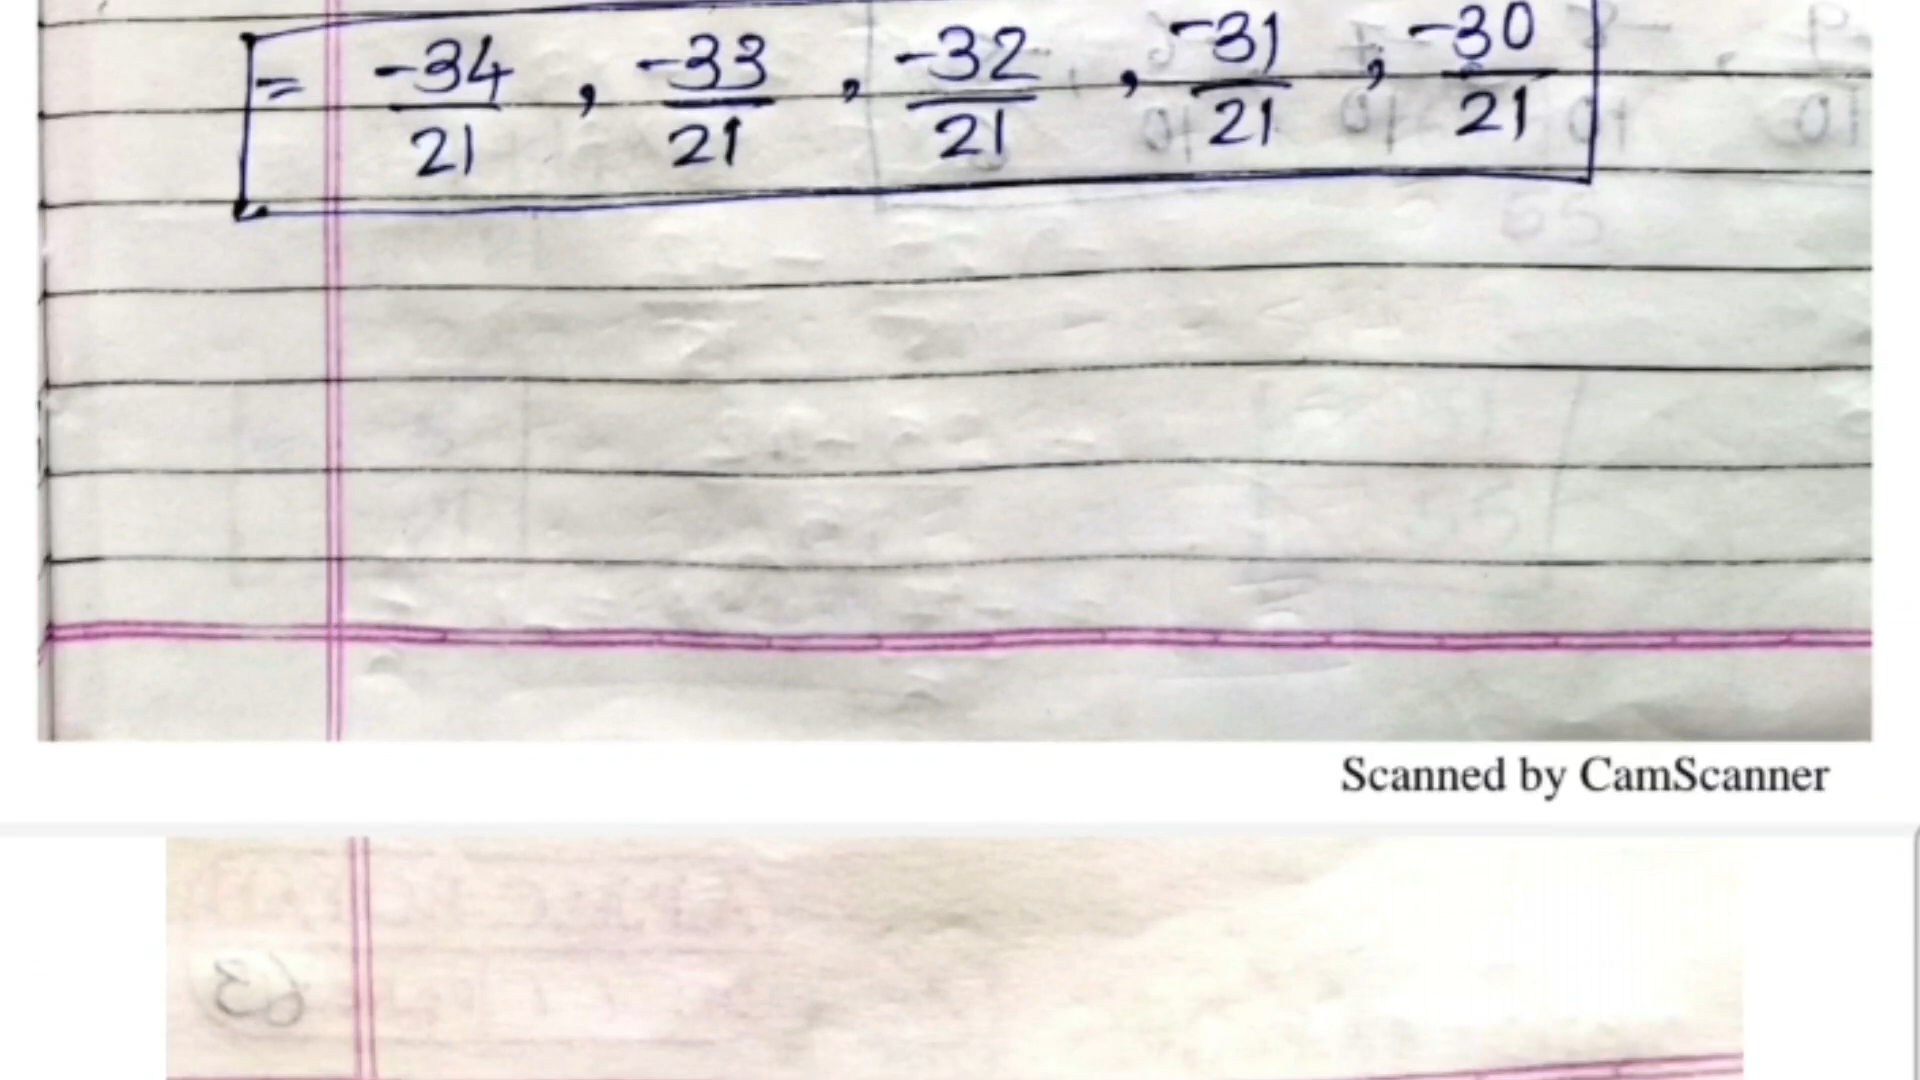 = -34/21 , -33/21 , -32/21 , -31/21 , -30/21
Scanned by CamScanner